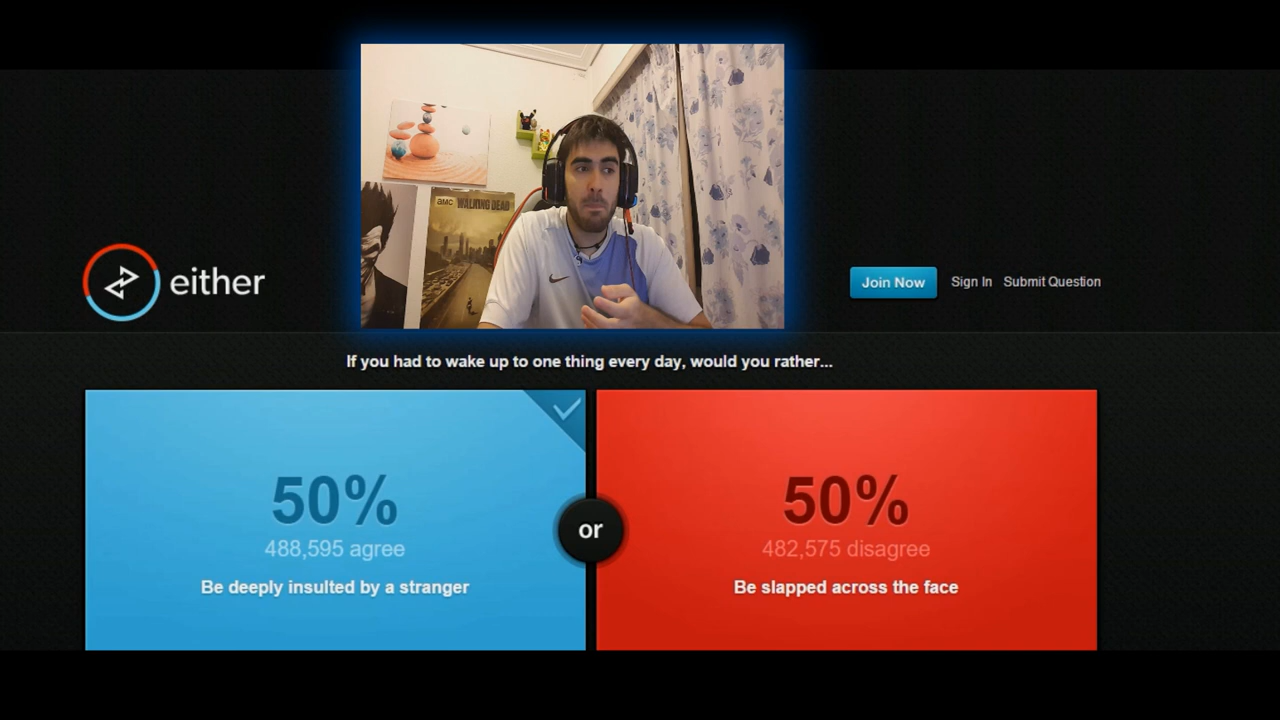 AMC WALKING DEAD
either
Join Now
Sign In
Submit Question
If you had to wake up to one thing every day, would you rather...
50%
488,595 agree
Be deeply insulted by a stranger
or
50%
482,575 disagree
Be slapped across the face